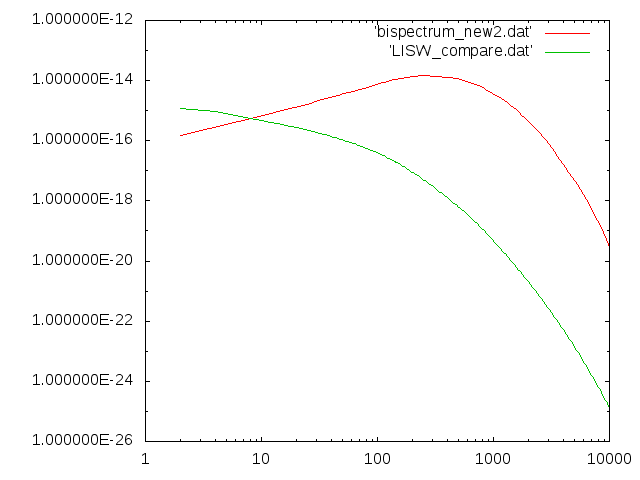 1.000000E-12
'bispectrum_new2.dat'
'LISW_compare.dat'
1.000000E-14
1.000000E-16
1.000000E-18
1.000000E-20
1.000000E-22
1.000000E-24
1.000000E-26
1 10 100 1000 10000